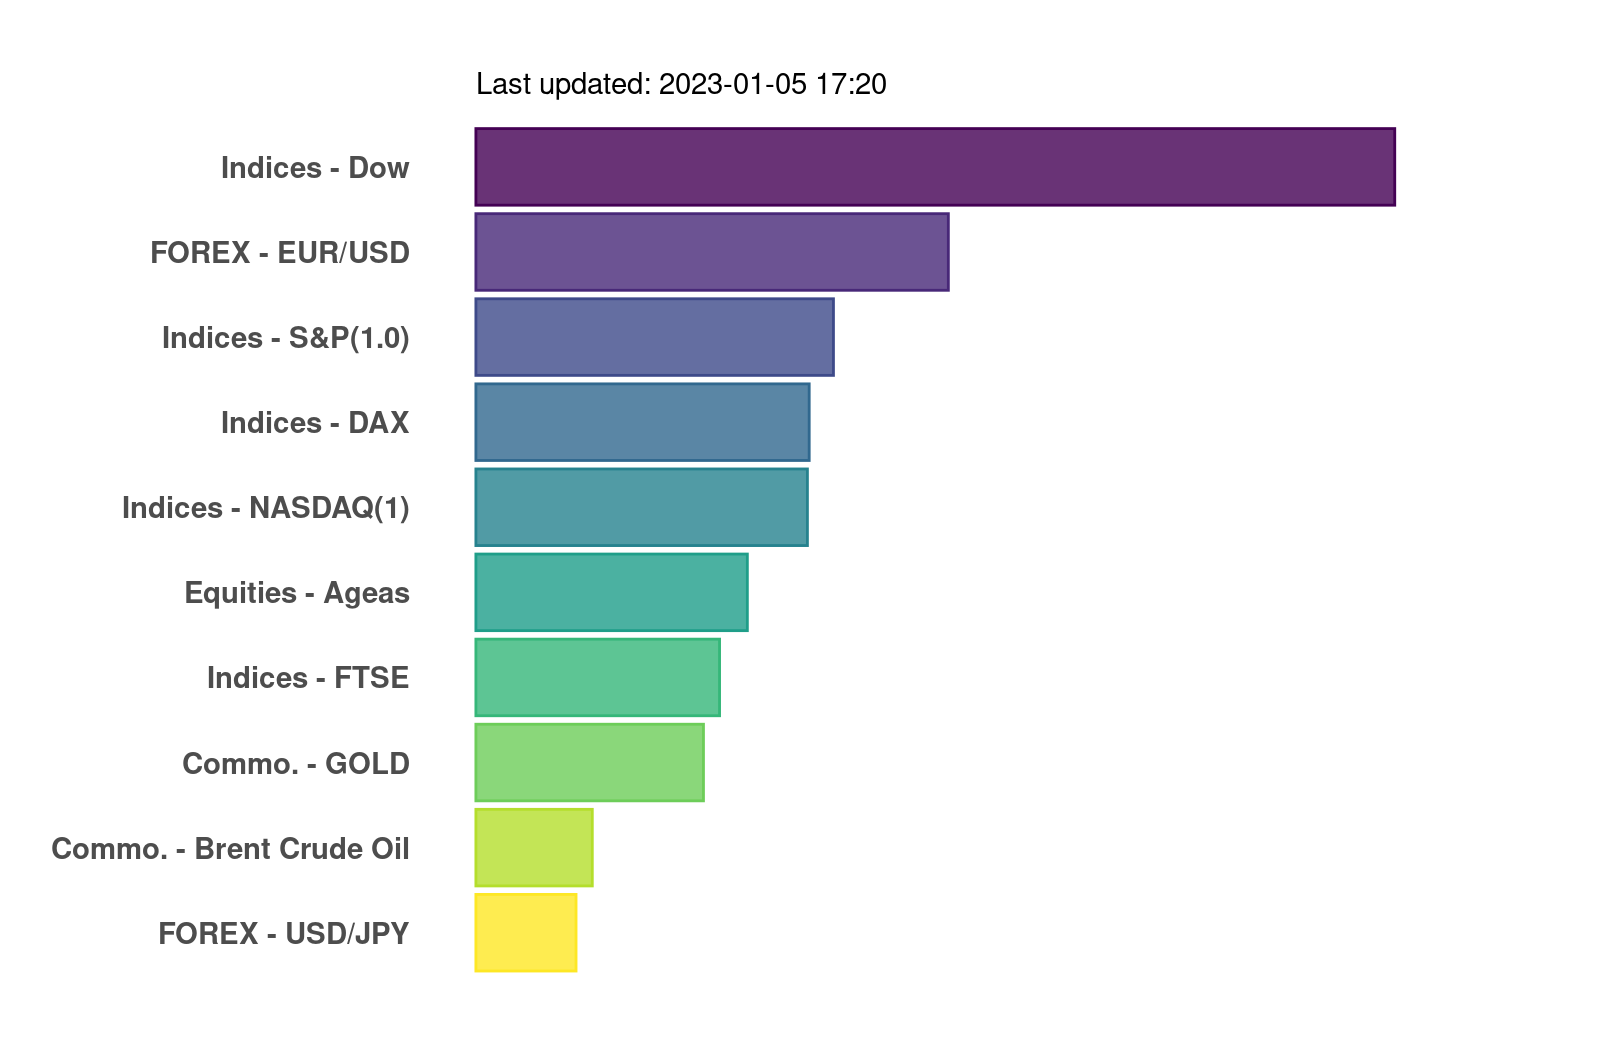 Last updated: 2023-01-05 17:20
Indices - Dow
FOREX - EUR/USD
Indices - S&P(1.0)
Indices - DAX
Indices - NASDAQ(1)
Equities - Ageas
Indices - FTSE
Commo. - GOLD
Commo. - Brent Crude Oil
FOREX - USD/JPY